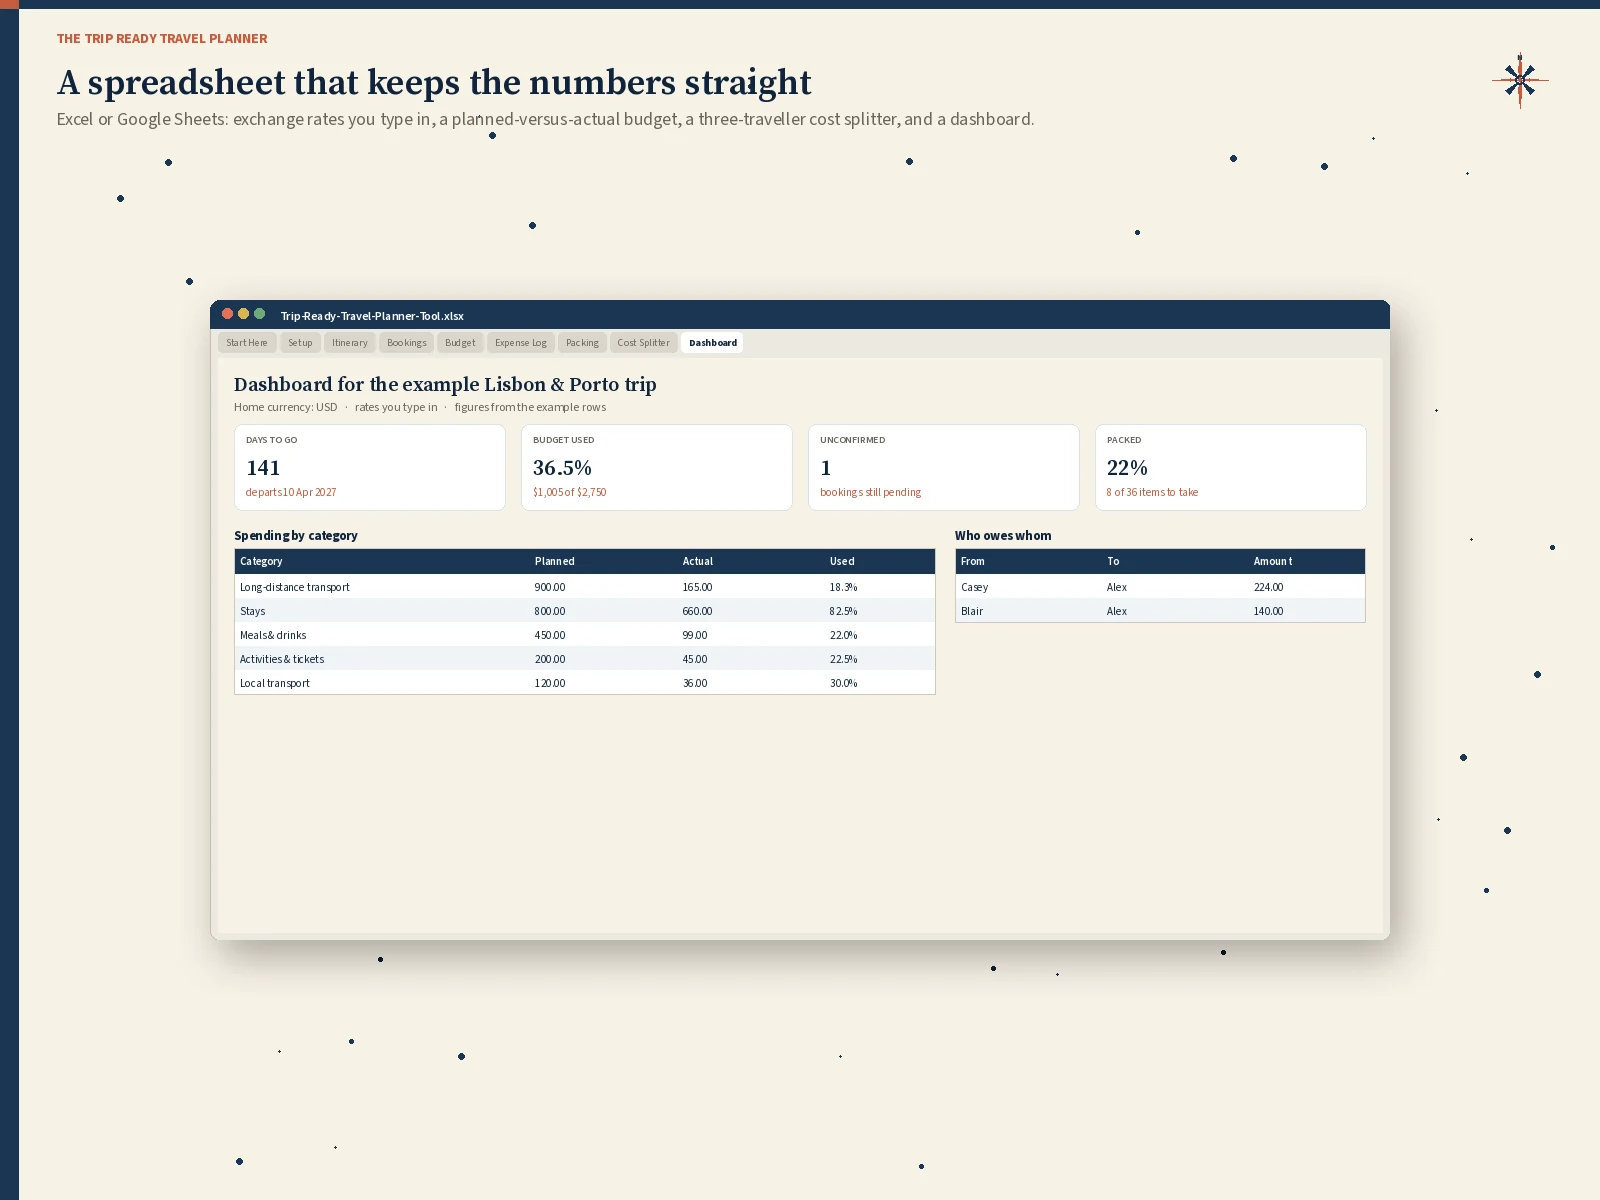 THE TRIP READY TRAVEL PLANNER
A spreadsheet that keeps the numbers straight
Excel or Google Sheets: exchange rates you type in, a planned-versus-actual budget, a three-traveller cost splitter, and a dashboard.
N
Trip-Ready-Travel-Planner-Tool.xlsx
Start Here Setup Itinerary Bookings Budget Expense Log Packing Cost Splitter Dashboard
Dashboard for the example Lisbon & Porto trip
Home currency: USD · rates you type in · figures from the example rows
DAYS TO GO BUDGET USED UNCONFIRMED PACKED
141 36.5% 1 22%
departs 10 Apr 2027 $1,005 of $2,750 bookings still pending 8 of 36 items to take
Spending by category Who owes whom
Category Planned Actual Used From To Amount
Long-distance transport 900.00 165.00 18.3% Casey Alex 224.00
Stays 800.00 660.00 82.5% Blair Alex 140.00
Meals & drinks 450.00 99.00 22.0%
Activities & tickets 200.00 45.00 22.5%
Local transport 120.00 36.00 30.0%